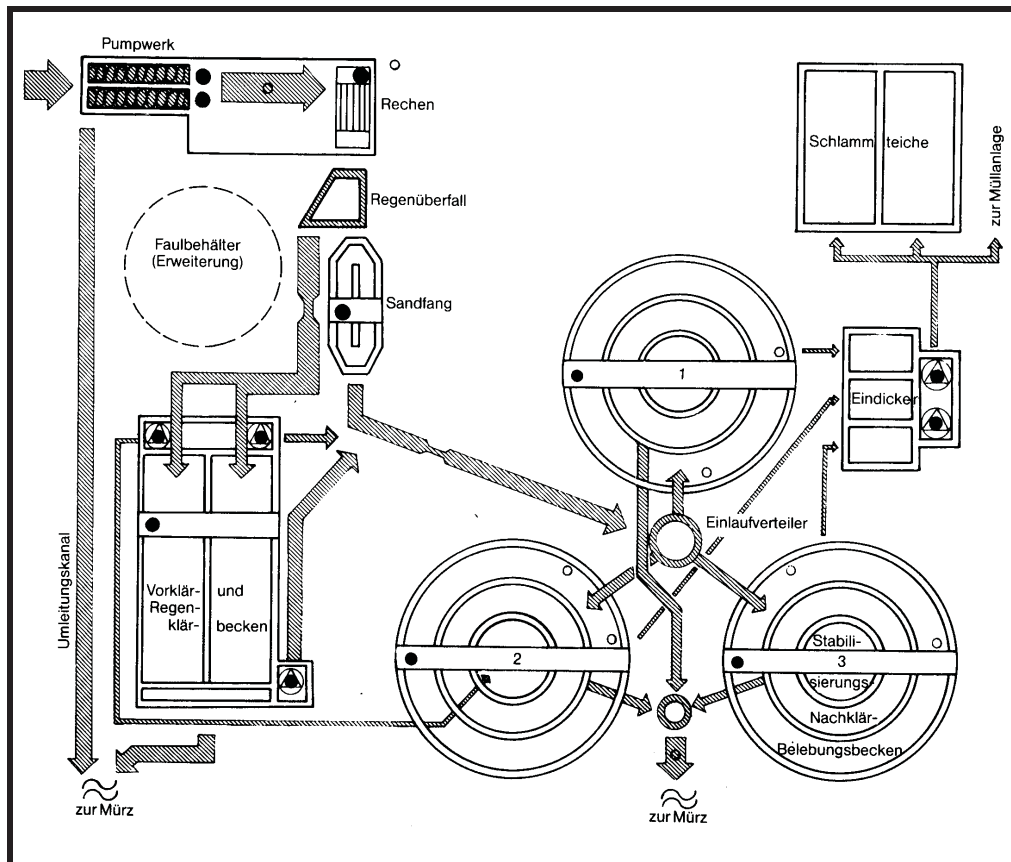 Pumpwerk
Rechen
Regenüberfall
Faulbehälter
(Erweiterung)
Sandfang
Schlamm teiche
zur Müllanlage
1
Eindicker
Einlaufverteiler
Umleitungskanal
Vorklär- und
Regen-
klär- becken
2
Stabili-
3
sierungs-
Nachklär-
Belebungsbecken
zur Mürz
zur Mürz